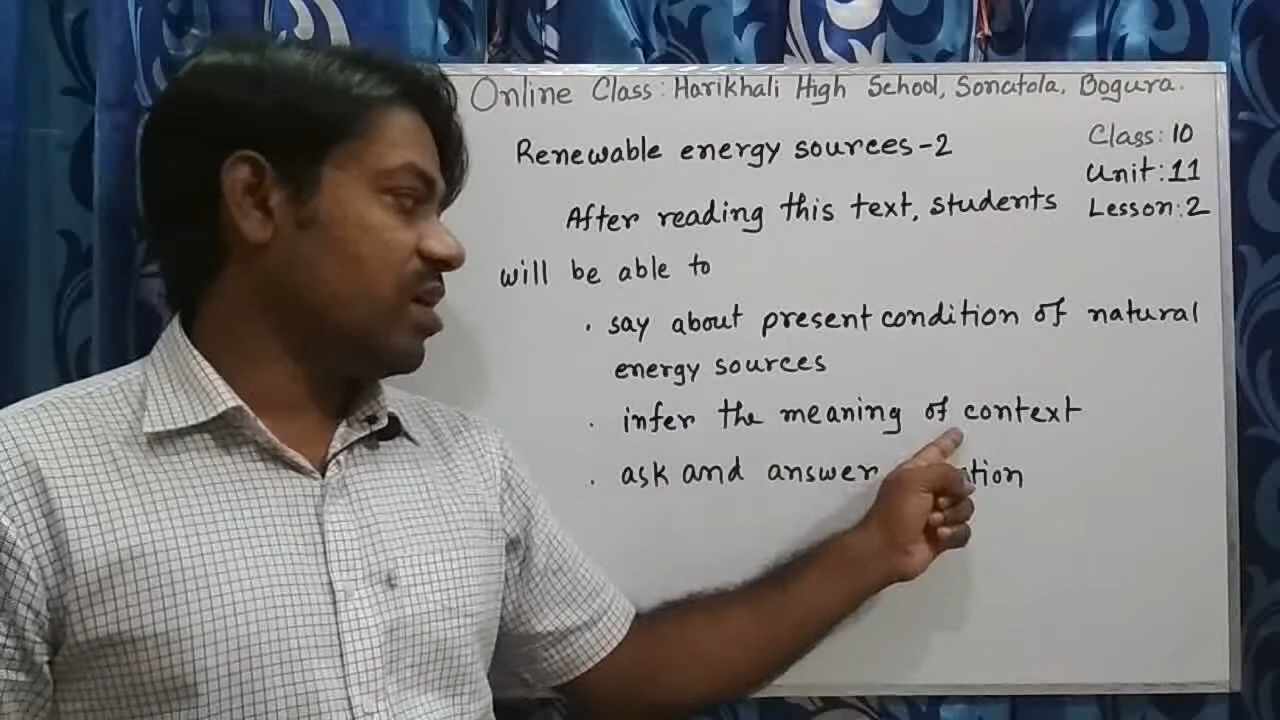 Online Class: Harikhali High School, Sonatola, Bogura.
Renewable energy sources-2
Class: 10
Unit: 11
Lesson: 2
After reading this text, students
will be able to
. say about present condition of natural
energy sources
. infer the meaning of context
. ask and answer